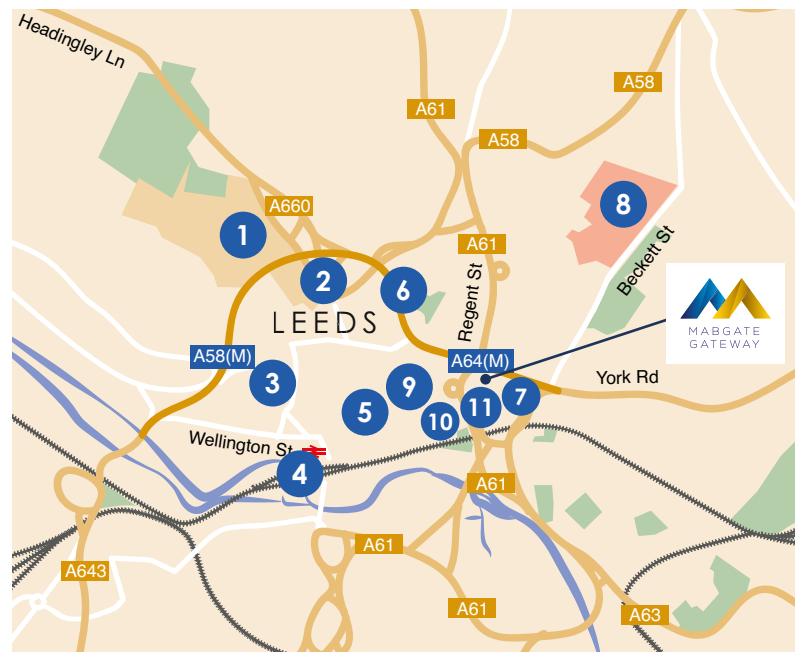 Headingley Ln
A61
A58
A58
A660
8
1
A61
Beckett St
2
6
Regent St
LEEDS
MABGATE
GATEWAY
A58(M)
A64(M)
3
9
York Rd
5
10
11
7
Wellington St
4
A61
A61
A643
A61
A63